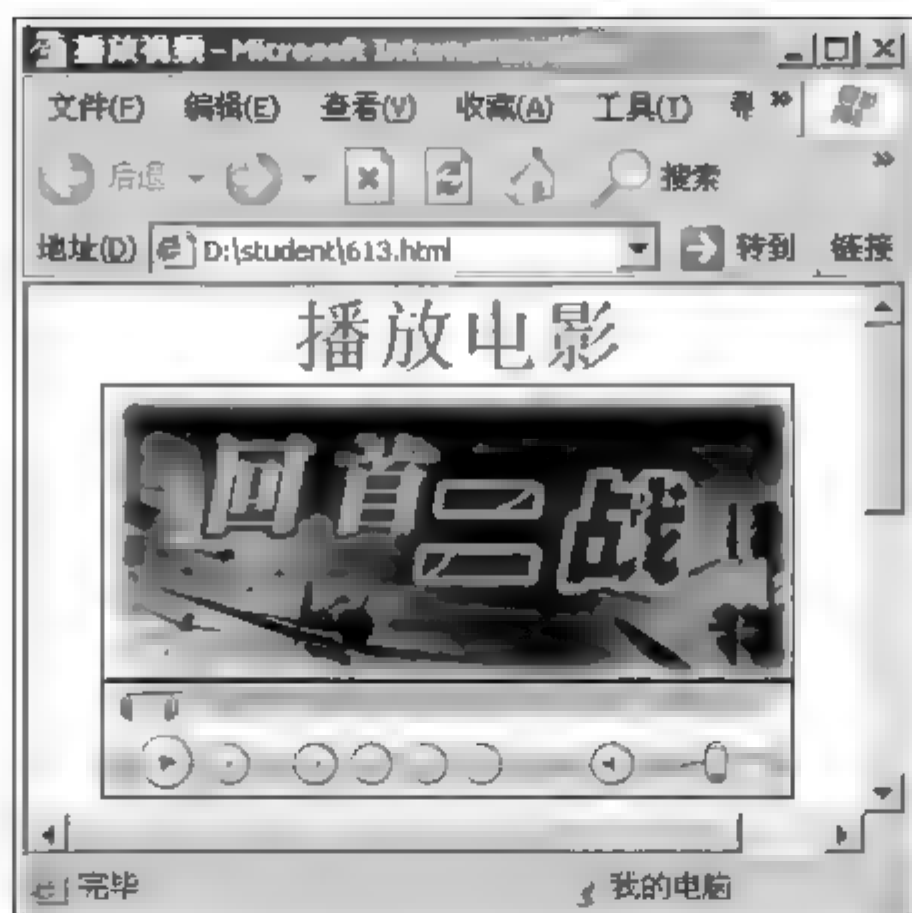 播放视频 - Microsoft Internet
文件(F) 编辑(E) 查看(V) 收藏(A) 工具(T) »
后退 搜索 »
地址(D) D:\student\613.html 转到 链接
播放电影
回首二战
完毕 我的电脑